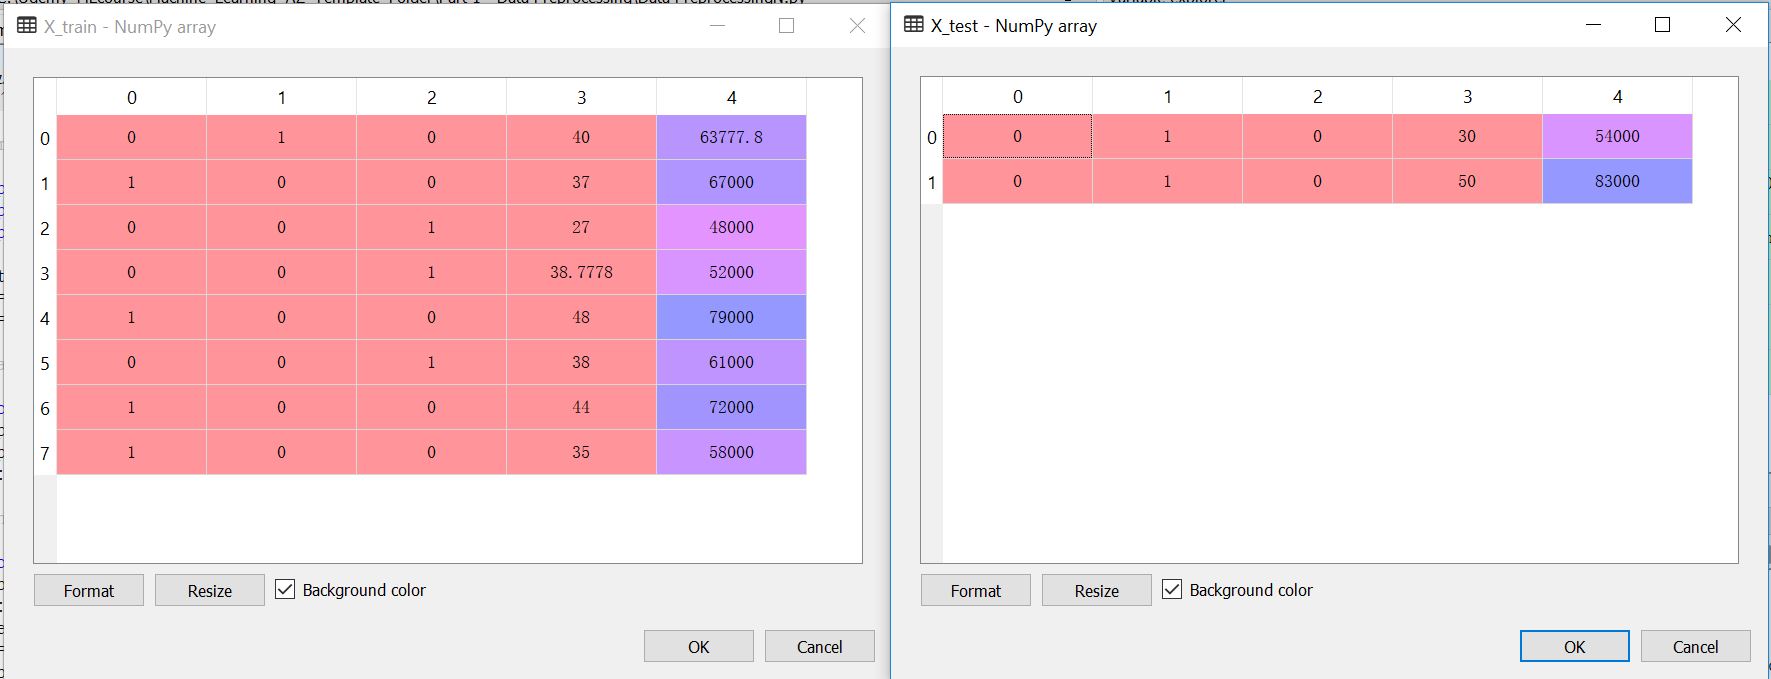 X_train - NumPy array
0 1 2 3 4
0 0 1 0 40 63777.8
1 1 0 0 37 67000
2 0 0 1 27 48000
3 0 0 1 38.7778 52000
4 1 0 0 48 79000
5 0 0 1 38 61000
6 1 0 0 44 72000
7 1 0 0 35 58000
Format Resize Background color
OK Cancel
X_test - NumPy array
0 1 2 3 4
0 0 1 0 30 54000
1 0 1 0 50 83000
Format Resize Background color
OK Cancel